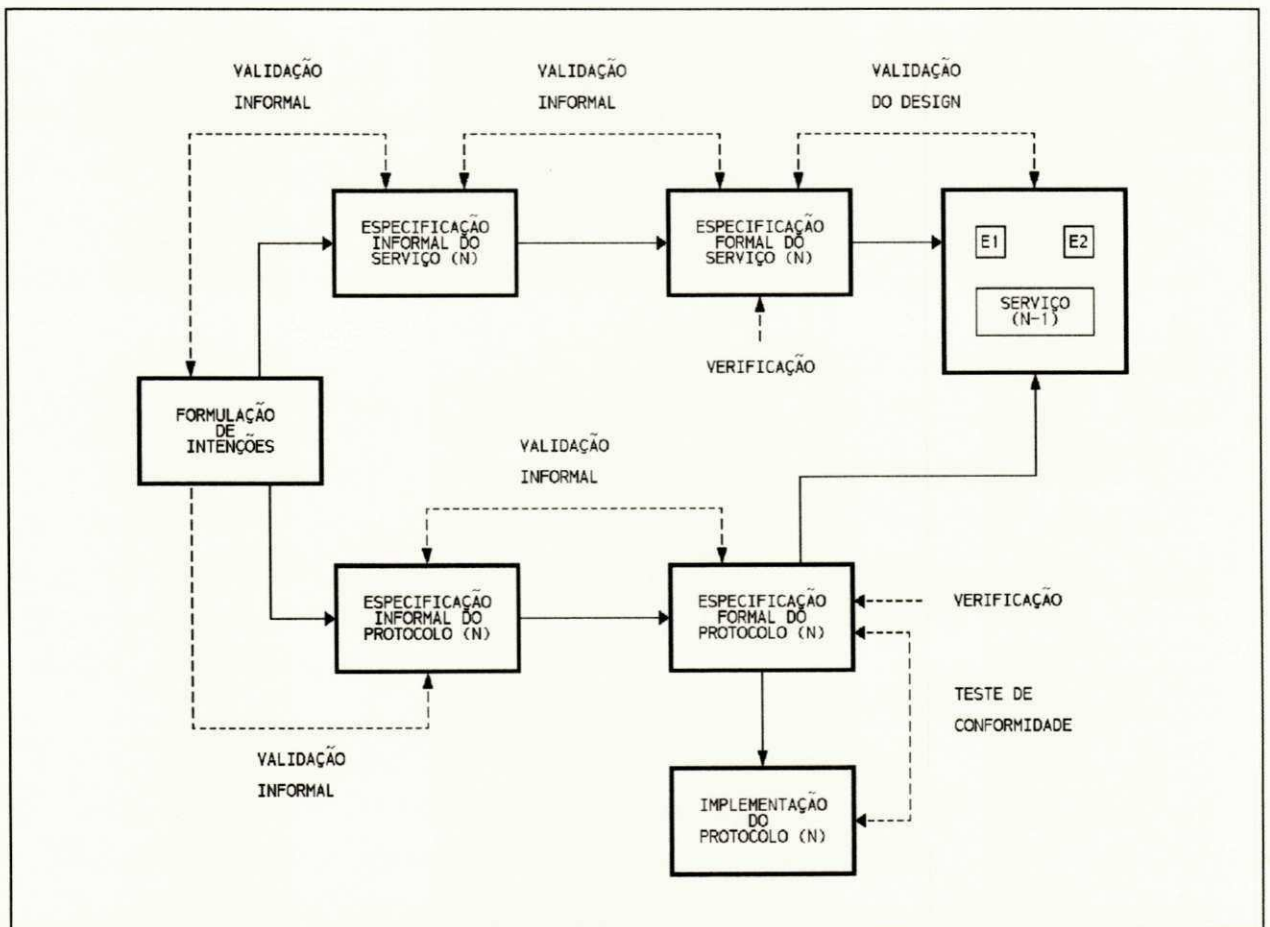 VALIDAÇÃO
INFORMAL
VALIDAÇÃO
INFORMAL
VALIDAÇÃO
DO DESIGN
ESPECIFICAÇÃO
INFORMAL DO
SERVIÇO (N)
ESPECIFICAÇÃO
FORMAL DO
SERVIÇO (N)
E1
E2
SERVIÇO
(N-1)
VERIFICAÇÃO
FORMULAÇÃO
DE
INTENÇÕES
VALIDAÇÃO
INFORMAL
ESPECIFICAÇÃO
INFORMAL DO
PROTOCOLO (N)
ESPECIFICAÇÃO
FORMAL DO
PROTOCOLO (N)
VERIFICAÇÃO
TESTE DE
CONFORMIDADE
VALIDAÇÃO
INFORMAL
IMPLEMENTAÇÃO
DO
PROTOCOLO (N)